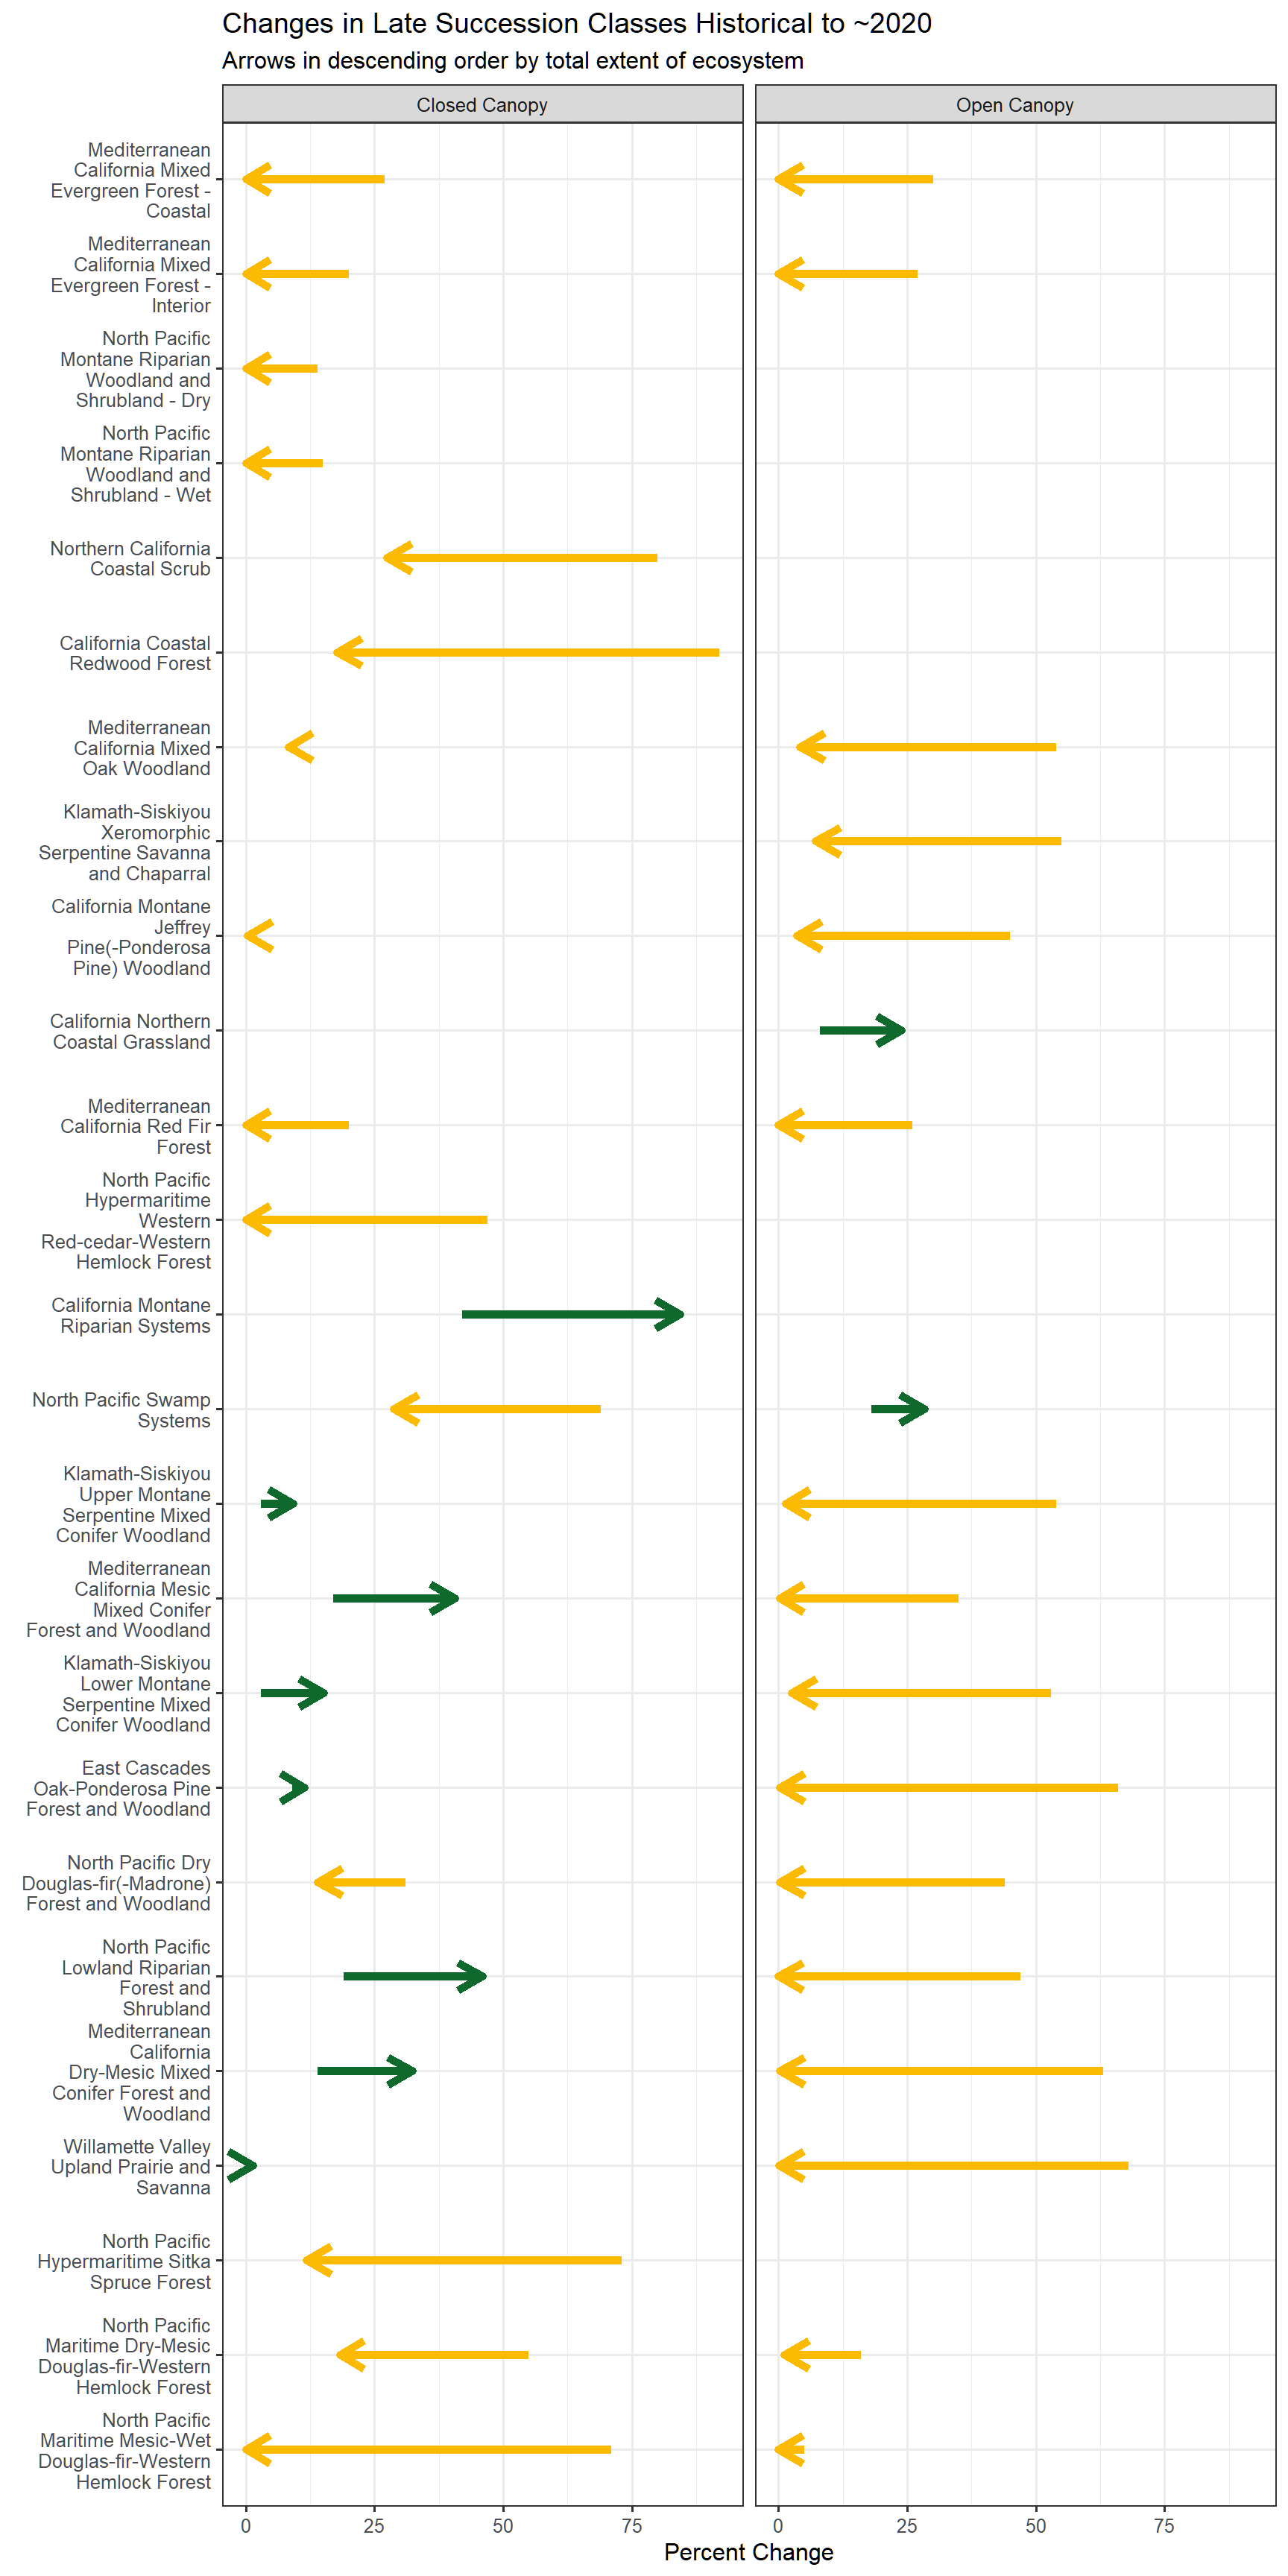 Changes in Late Succession Classes Historical to ~2020
Arrows in descending order by total extent of ecosystem
Closed Canopy
Open Canopy
Mediterranean
California Mixed
Evergreen Forest -
Coastal
Mediterranean
California Mixed
Evergreen Forest -
Interior
North Pacific
Montane Riparian
Woodland and
Shrubland - Dry
North Pacific
Montane Riparian
Woodland and
Shrubland - Wet
Northern California
Coastal Scrub
California Coastal
Redwood Forest
Mediterranean
California Mixed
Oak Woodland
Klamath-Siskiyou
Xeromorphic
Serpentine Savanna
and Chaparral
California Montane
Jeffrey
Pine(-Ponderosa
Pine) Woodland
California Northern
Coastal Grassland
Mediterranean
California Red Fir
Forest
North Pacific
Hypermaritime
Western
Red-cedar-Western
Hemlock Forest
California Montane
Riparian Systems
North Pacific Swamp
Systems
Klamath-Siskiyou
Upper Montane
Serpentine Mixed
Conifer Woodland
Mediterranean
California Mesic
Mixed Conifer
Forest and Woodland
Klamath-Siskiyou
Lower Montane
Serpentine Mixed
Conifer Woodland
East Cascades
Oak-Ponderosa Pine
Forest and Woodland
North Pacific Dry
Douglas-fir(-Madrone)
Forest and Woodland
North Pacific
Lowland Riparian
Forest and
Shrubland
Mediterranean
California
Dry-Mesic Mixed
Conifer Forest and
Woodland
Willamette Valley
Upland Prairie and
Savanna
North Pacific
Hypermaritime Sitka
Spruce Forest
North Pacific
Maritime Dry-Mesic
Douglas-fir-Western
Hemlock Forest
North Pacific
Maritime Mesic-Wet
Douglas-fir-Western
Hemlock Forest
0 25 50 75
0 25 50 75
Percent Change